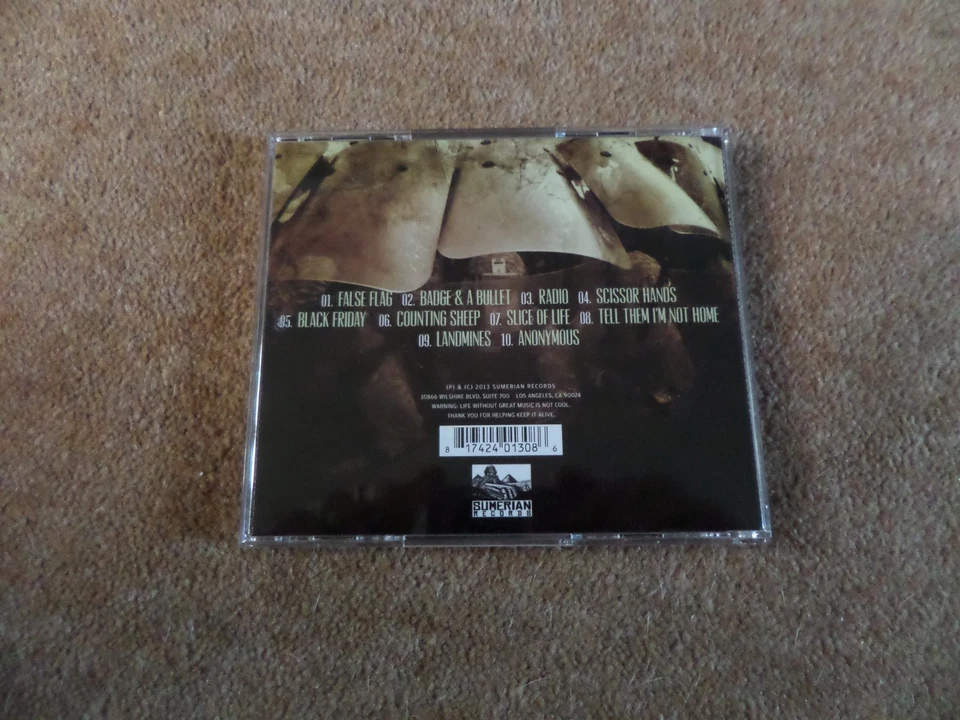 01. FALSE FLAG 02. BADGE & A BULLET 03. RADIO 04. SCISSOR HANDS
05. BLACK FRIDAY 06. COUNTING SHEEP 07. SLICE OF LIFE 08. TELL THEM I'M NOT HOME
09. LANDMINES 10. ANONYMOUS
(P) & (C) 2013 SUMERIAN RECORDS
30866 WILSHIRE BLVD. SUITE 700 LOS ANGELES, CA 90024
WARNING: LIFE WITHOUT GREAT MUSIC IS NOT COOL.
THANK YOU FOR HELPING KEEP IT ALIVE.
8 17424 01308 6
SUMERIAN
RECORDS